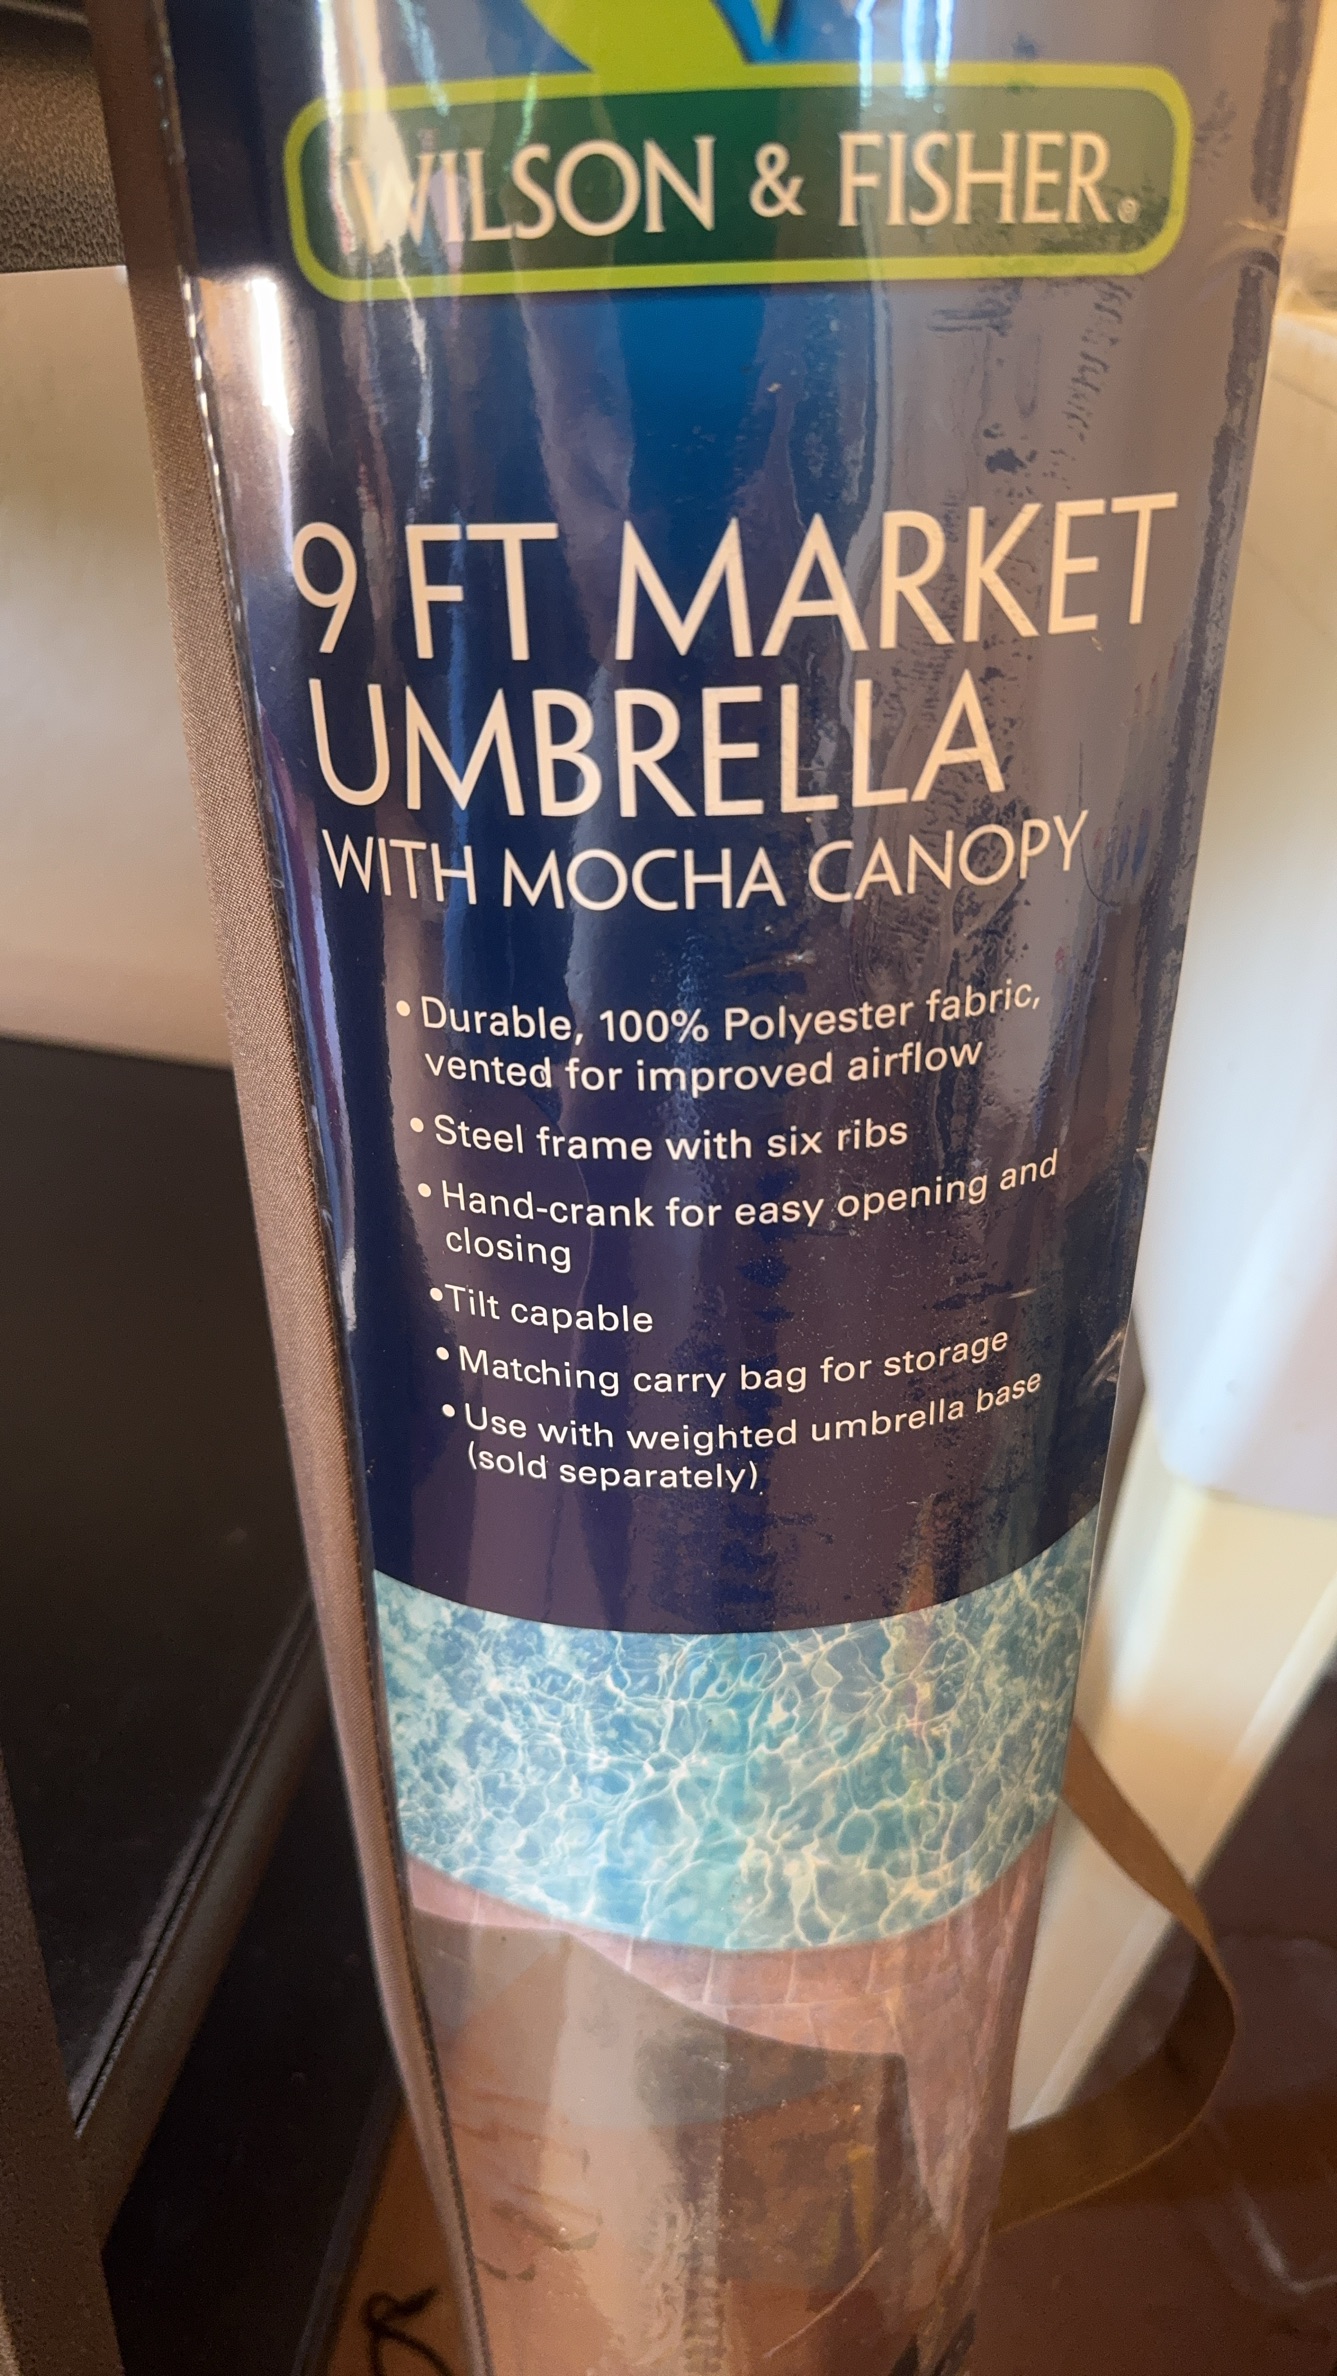 WILSON & FISHER®
9 FT MARKET
UMBRELLA
WITH MOCHA CANOPY
• Durable, 100% Polyester fabric,
vented for improved airflow
• Steel frame with six ribs
• Hand-crank for easy opening and
closing
•Tilt capable
• Matching carry bag for storage
• Use with weighted umbrella base
(sold separately)